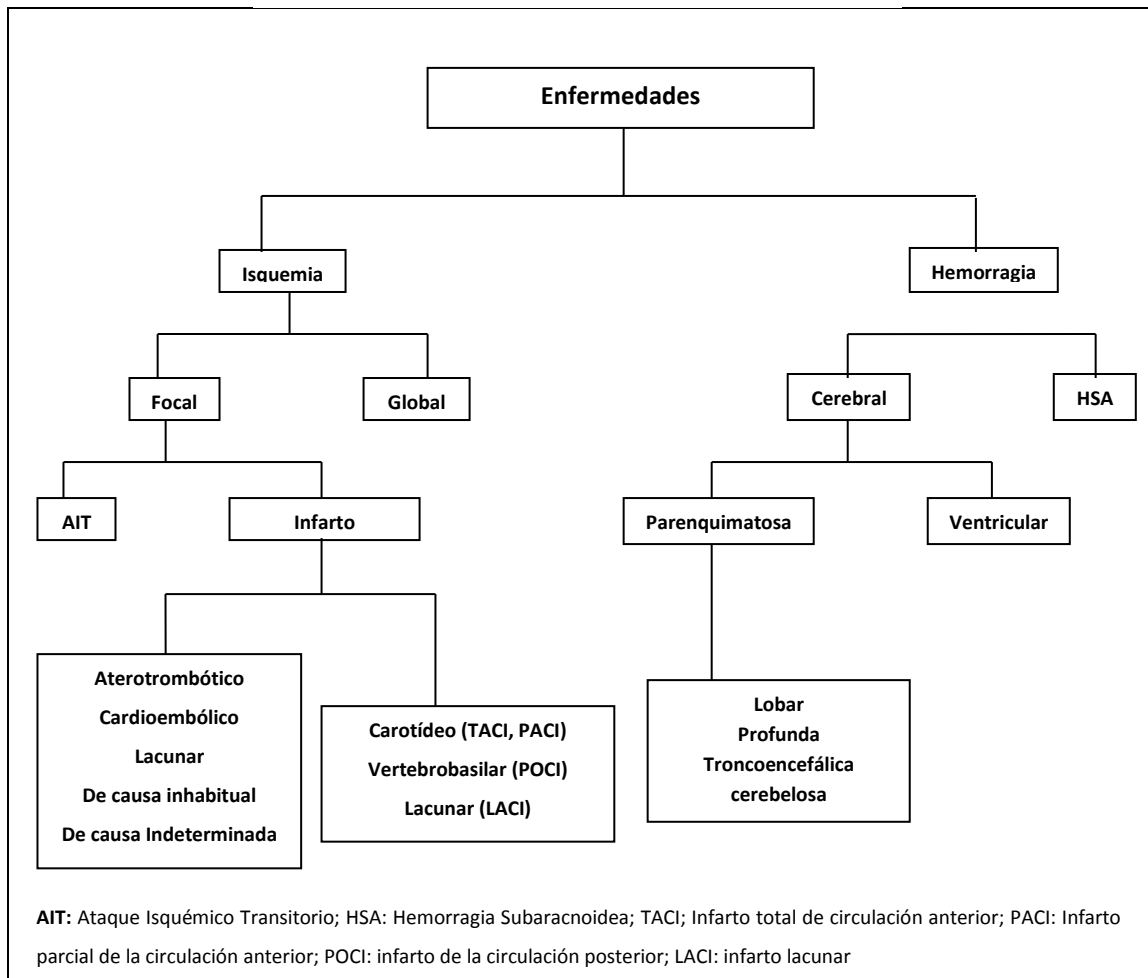 Enfermedades
Isquemia
Hemorragia
Focal
Global
Cerebral
HSA
AIT
Infarto
Parenquimatosa
Ventricular
Aterotrombótico
Cardioembólico
Lacunar
De causa inhabitual
De causa Indeterminada
Carotídeo (TACI, PACI)
Vertebrobasilar (POCI)
Lacunar (LACI)
Lobar
Profunda
Troncoencefálica
cerebelosa
AIT: Ataque Isquémico Transitorio; HSA: Hemorragia Subaracnoidea; TACI; Infarto total de circulación anterior; PACI: Infarto
parcial de la circulación anterior; POCI: infarto de la circulación posterior; LACI: infarto lacunar